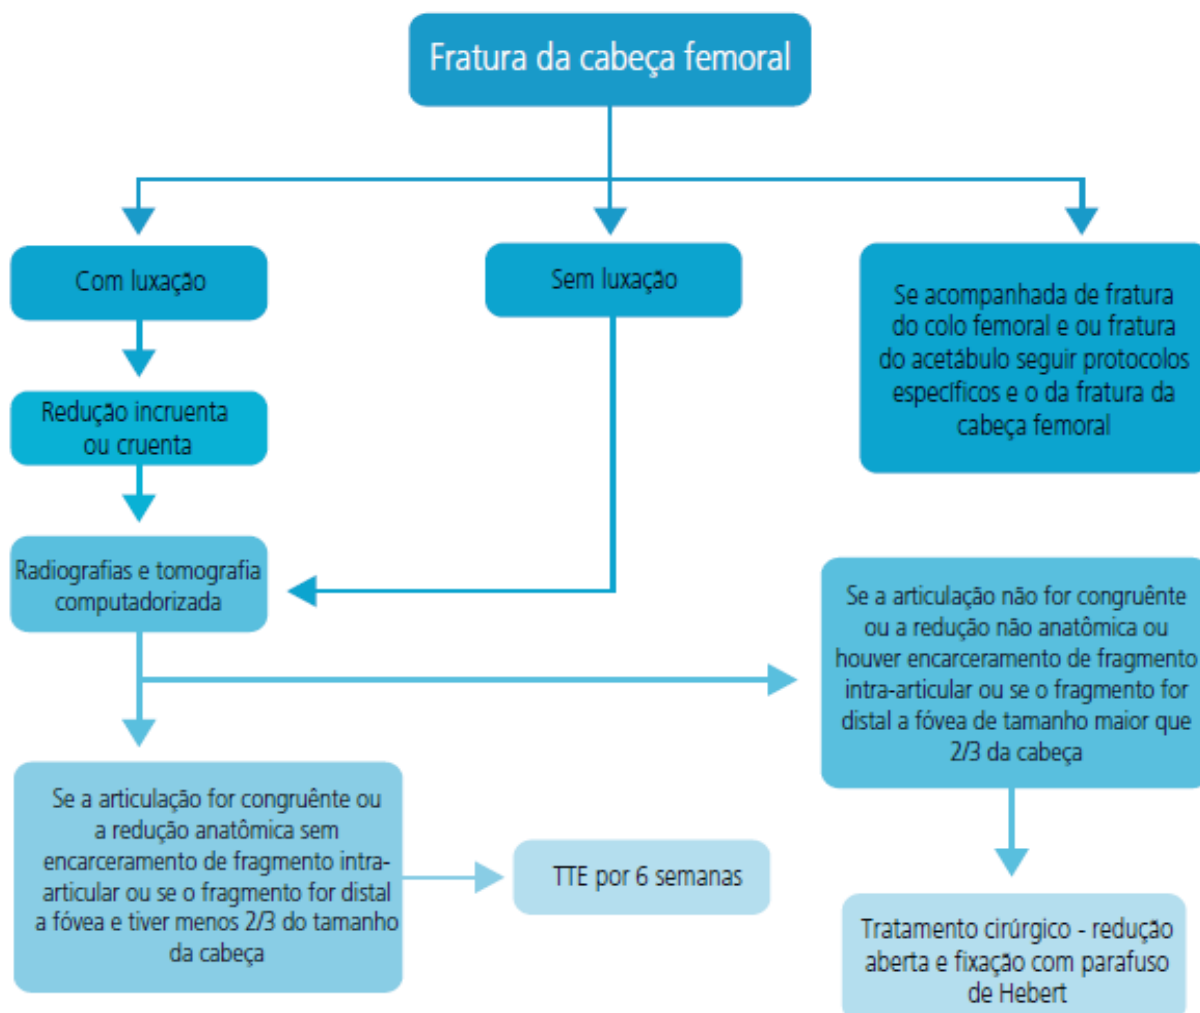 Fratura da cabeça femoral
Com luxação
Sem luxação
Se acompanhada de fratura
do colo femoral e ou fratura
do acetábulo seguir protocolos
específicos e o da fratura da
cabeça femoral
Redução incruenta
ou cruenta
Radiografias e tomografia
computadorizada
Se a articulação não for congruênte
ou a redução não anatômica ou
houver encarceramento de fragmento
intra-articular ou se o fragmento for
distal a fóvea de tamanho maior que
2/3 da cabeça
Se a articulação for congruênte ou
a redução anatômica sem
encarceramento de fragmento intra-
articular ou se o fragmento for distal
a fóvea e tiver menos 2/3 do tamanho
da cabeça
TTE por 6 semanas
Tratamento cirúrgico - redução
aberta e fixação com parafuso
de Hebert